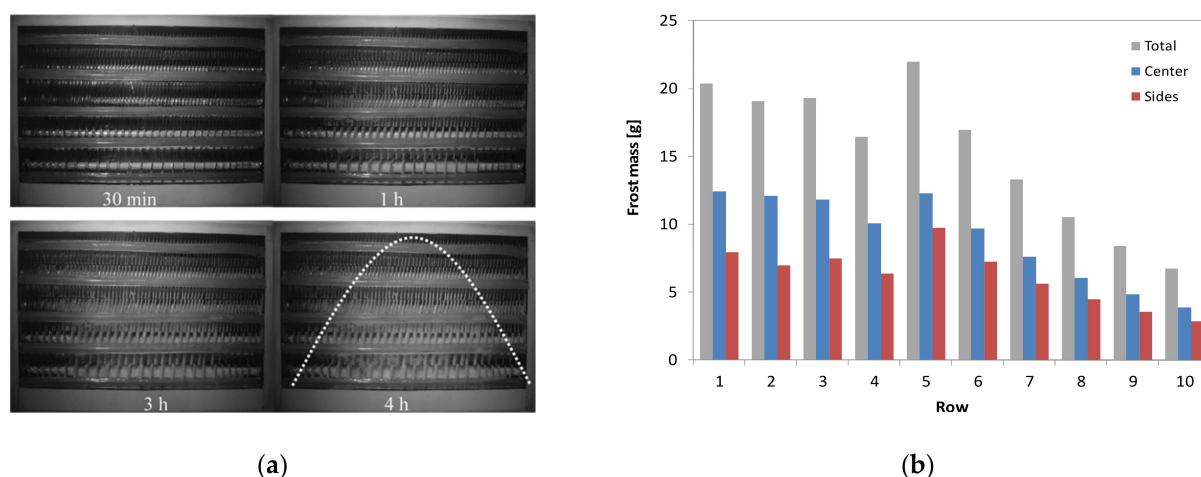 30 min
1 h
3 h
4 h
(a)
Frost mass [g]
25
20
15
10
5
0
Total
Center
Sides
1 2 3 4 5 6 7 8 9 10
Row
(b)